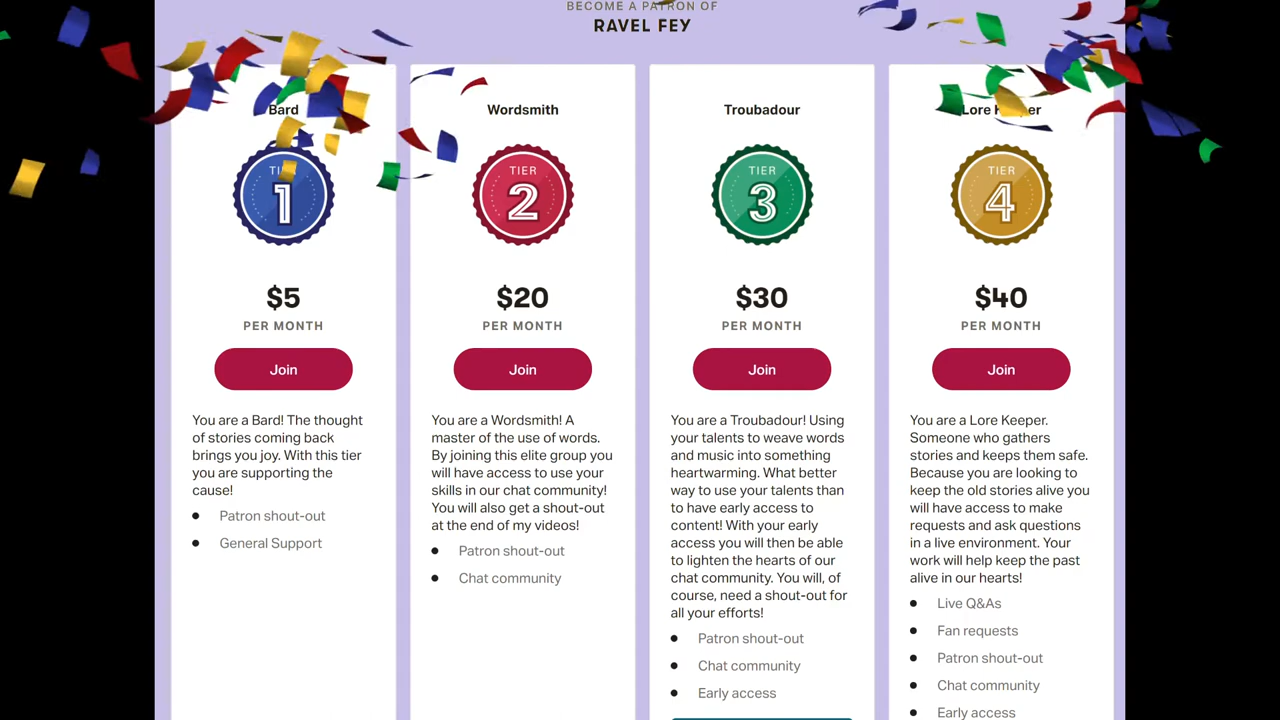 BECOME A PATRON OF
RAVEL FEY
Bard
TIER
1
$5
PER MONTH
Join
You are a Bard! The thought
of stories coming back
brings you joy. With this tier
you are supporting the
cause!
Patron shout-out
General Support
Wordsmith
TIER
2
$20
PER MONTH
Join
You are a Wordsmith! A
master of the use of words.
By joining this elite group you
will have access to use your
skills in our chat community!
You will also get a shout-out
at the end of my videos!
Patron shout-out
Chat community
Troubadour
TIER
3
$30
PER MONTH
Join
You are a Troubadour! Using
your talents to weave words
and music into something
heartwarming. What better
way to use your talents than
to have early access to
content! With your early
access you will then be able
to lighten the hearts of our
chat community. You will, of
course, need a shout-out for
all your efforts!
Patron shout-out
Chat community
Early access
Lore Keeper
TIER
4
$40
PER MONTH
Join
You are a Lore Keeper.
Someone who gathers
stories and keeps them safe.
Because you are looking to
keep the old stories alive you
will have access to make
requests and ask questions
in a live environment. Your
work will help keep the past
alive in our hearts!
Live Q&As
Fan requests
Patron shout-out
Chat community
Early access